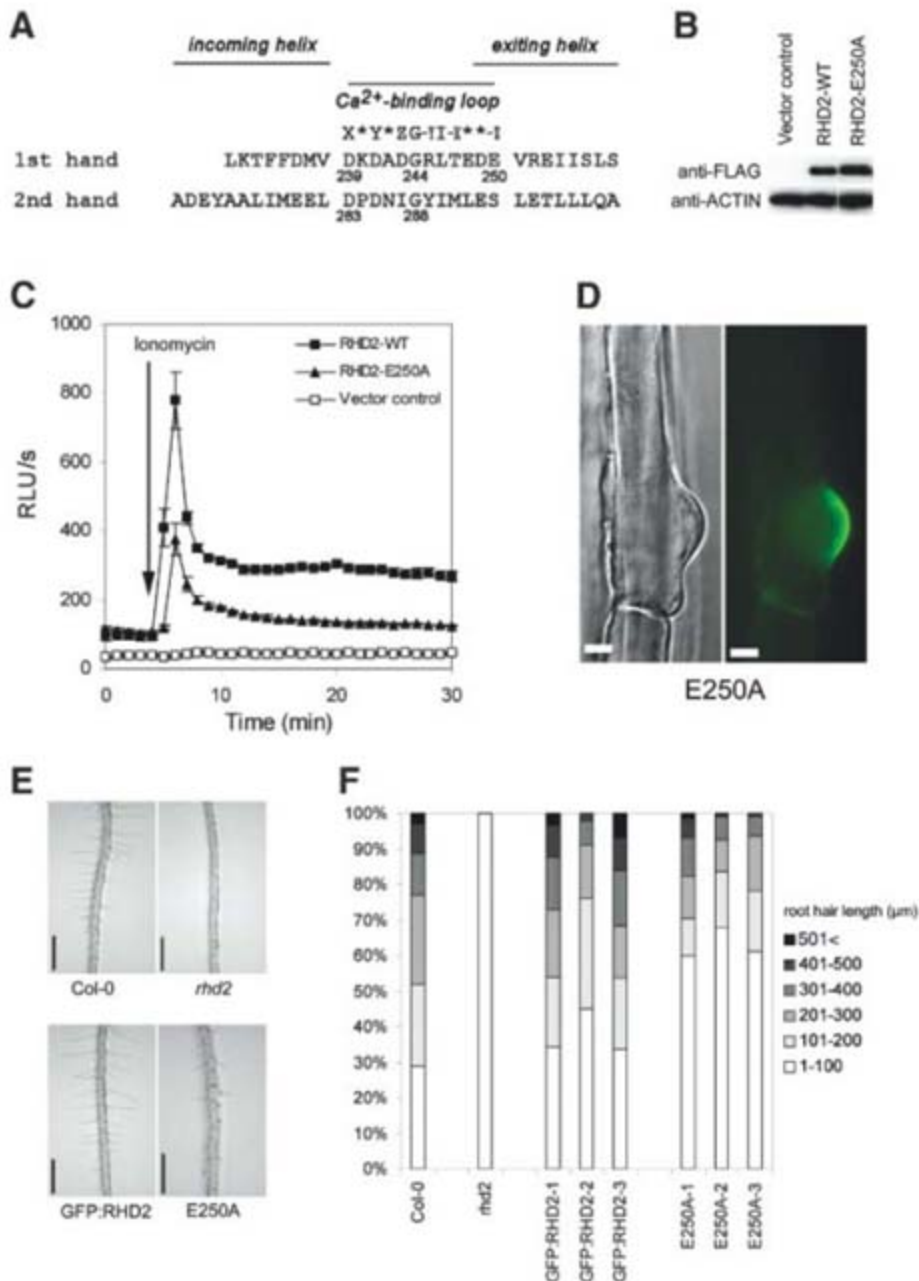 A
incoming helix
exiting helix
Ca2+-binding loop
X*Y*ZG-!I-I**-I
1st hand LKTFFDMV DKDADGRLTEDE VREIISLS
239 244 250
2nd hand ADEYAALIMEEL DPDNIGYIMLES LETLLLQA
283 288
B
Vector control
RHD2-WT
RHD2-E250A
anti-FLAG
anti-ACTIN
C
1000
800
600
400
200
0
RLU/s
Ionomycin
RHD2-WT
RHD2-E250A
Vector control
0 10 20 30
Time (min)
D
E250A
E
Col-0
rhd2
GFP:RHD2
E250A
F
100%
90%
80%
70%
60%
50%
40%
30%
20%
10%
0%
Col-0
rhd2
GFP:RHD2-1
GFP:RHD2-2
GFP:RHD2-3
E250A-1
E250A-2
E250A-3
root hair length (µm)
501<
401-500
301-400
201-300
101-200
1-100